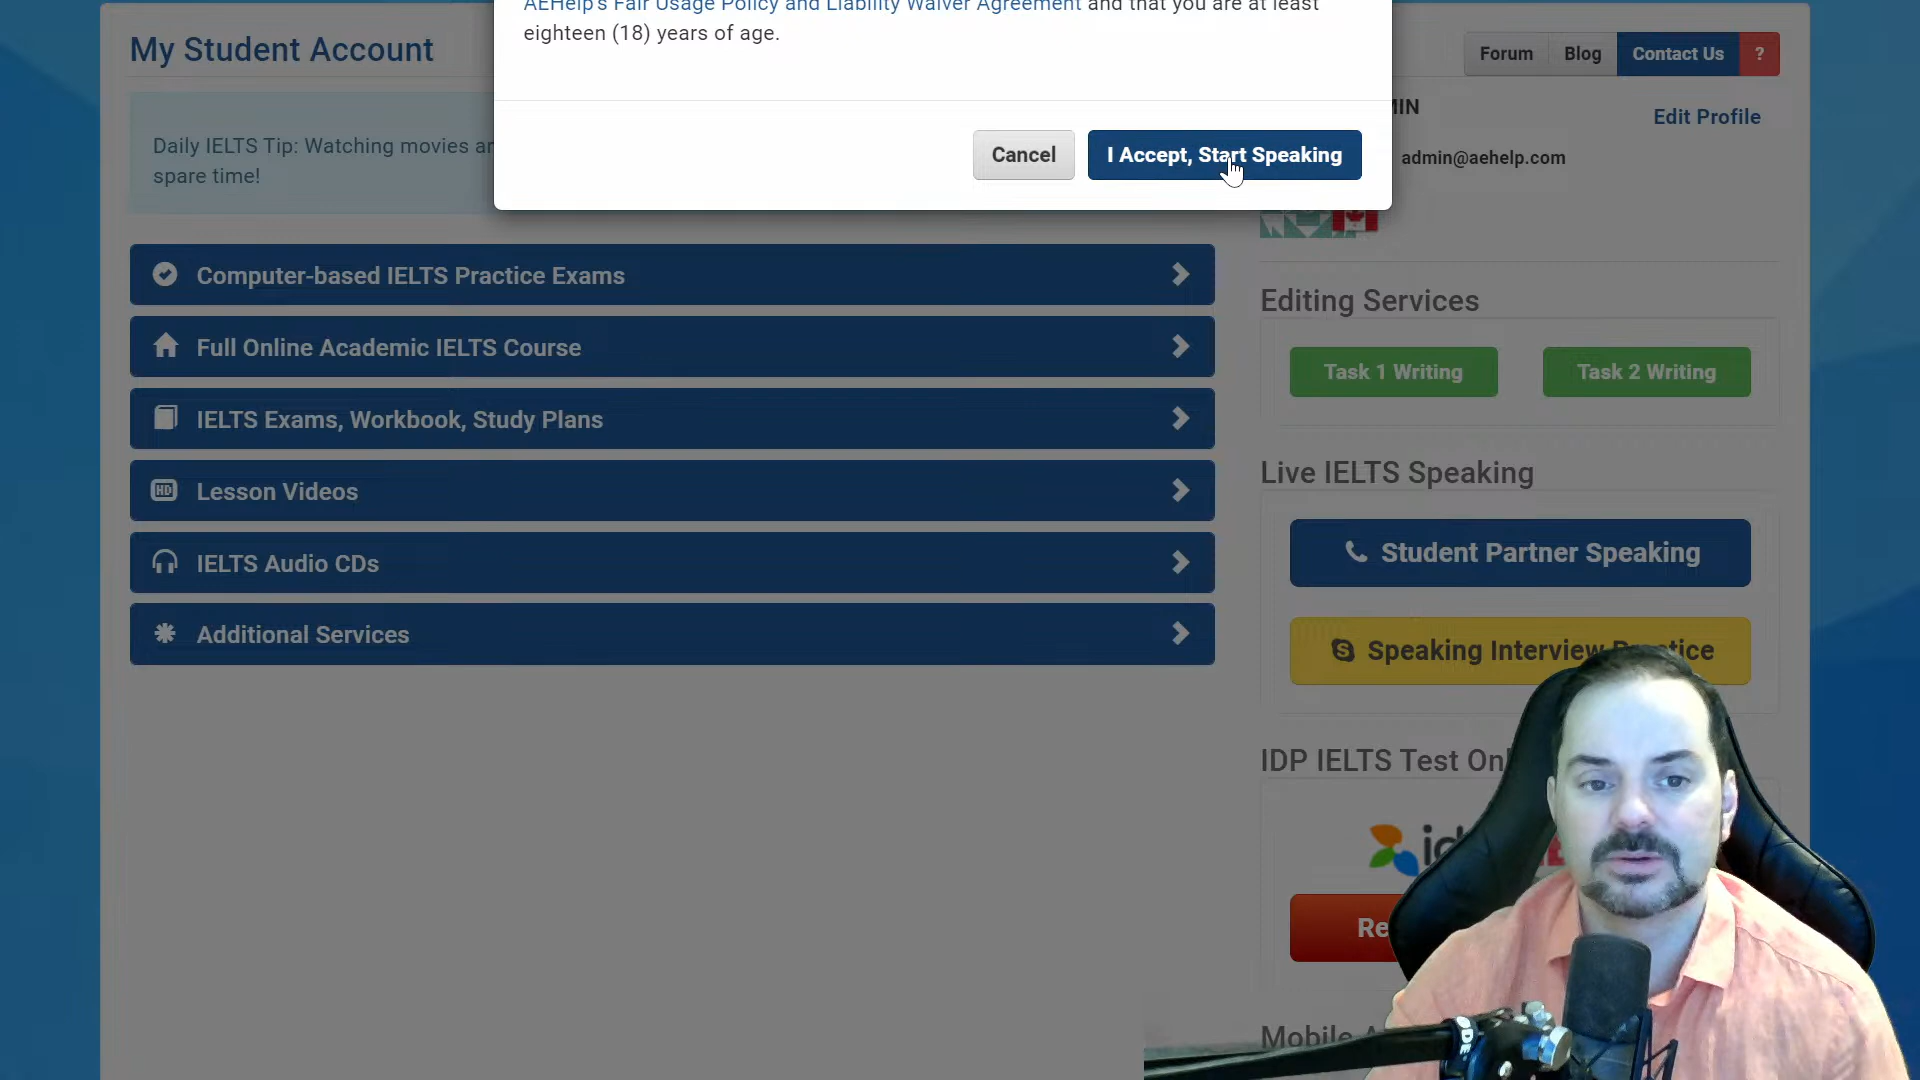 AEHelp's Fair Usage Policy and Liability Waiver Agreement and that you are at least
eighteen (18) years of age.
My Student Account
Forum Blog Contact Us ?
Edit Profile
admin@aehelp.com
Daily IELTS Tip: Watching movies
spare time!
Cancel I Accept, Start Speaking
Computer-based IELTS Practice Exams
Full Online Academic IELTS Course
IELTS Exams, Workbook, Study Plans
HD Lesson Videos
IELTS Audio CDs
Additional Services
Editing Services
Task 1 Writing Task 2 Writing
Live IELTS Speaking
Student Partner Speaking
Speaking Interview Practice
IDP IELTS Test
Mobile